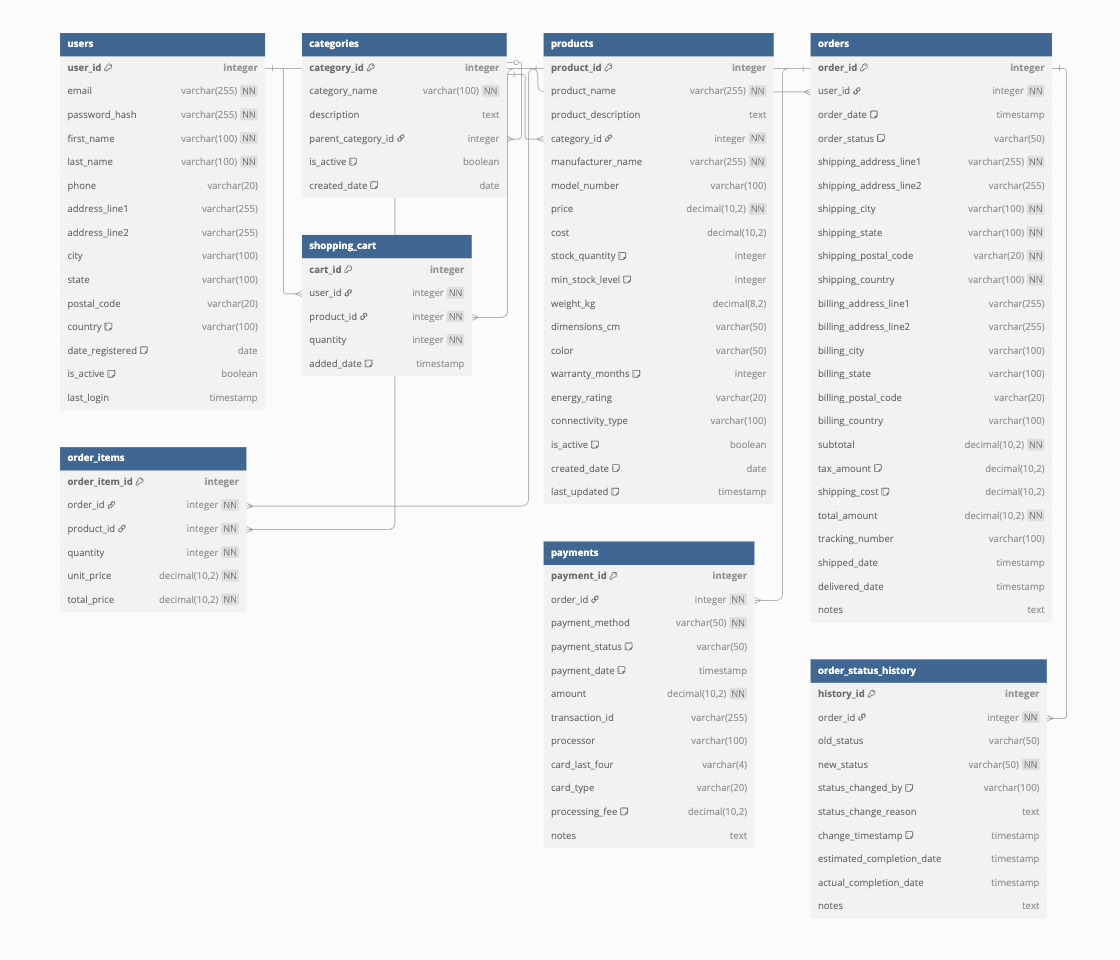 users
user_id integer
email varchar(255) NN
password_hash varchar(255) NN
first_name varchar(100) NN
last_name varchar(100) NN
phone varchar(20)
address_line1 varchar(255)
address_line2 varchar(255)
city varchar(100)
state varchar(100)
postal_code varchar(20)
country varchar(100)
date_registered date
is_active boolean
last_login timestamp
categories
category_id integer
category_name varchar(100) NN
description text
parent_category_id integer
is_active boolean
created_date date
shopping_cart
cart_id integer
user_id integer NN
product_id integer NN
quantity integer NN
added_date timestamp
products
product_id integer
product_name varchar(255) NN
product_description text
category_id integer NN
manufacturer_name varchar(255) NN
model_number varchar(100)
price decimal(10,2) NN
cost decimal(10,2)
stock_quantity integer
min_stock_level integer
weight_kg decimal(8,2)
dimensions_cm varchar(50)
color varchar(50)
warranty_months integer
energy_rating varchar(20)
connectivity_type varchar(100)
is_active boolean
created_date date
last_updated timestamp
orders
order_id integer
user_id integer NN
order_date timestamp
order_status varchar(50)
shipping_address_line1 varchar(255) NN
shipping_address_line2 varchar(255)
shipping_city varchar(100) NN
shipping_state varchar(100) NN
shipping_postal_code varchar(20) NN
shipping_country varchar(100) NN
billing_address_line1 varchar(255)
billing_address_line2 varchar(255)
billing_city varchar(100)
billing_state varchar(100)
billing_postal_code varchar(20)
billing_country varchar(100)
subtotal decimal(10,2) NN
tax_amount decimal(10,2)
shipping_cost decimal(10,2)
total_amount decimal(10,2) NN
tracking_number varchar(100)
shipped_date timestamp
delivered_date timestamp
notes text
order_items
order_item_id integer
order_id integer NN
product_id integer NN
quantity integer NN
unit_price decimal(10,2) NN
total_price decimal(10,2) NN
payments
payment_id integer
order_id integer NN
payment_method varchar(50) NN
payment_status varchar(50)
payment_date timestamp
amount decimal(10,2) NN
transaction_id varchar(255)
processor varchar(100)
card_last_four varchar(4)
card_type varchar(20)
processing_fee decimal(10,2)
notes text
order_status_history
history_id integer
order_id integer NN
old_status varchar(50)
new_status varchar(50) NN
status_changed_by varchar(100)
status_change_reason text
change_timestamp timestamp
estimated_completion_date timestamp
actual_completion_date timestamp
notes text